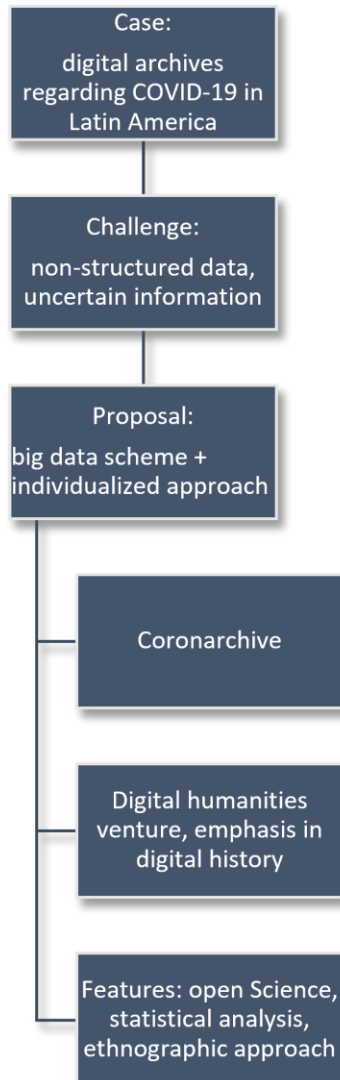 Case:
digital archives
regarding COVID-19 in
Latin America
Challenge:
non-structured data,
uncertain information
Proposal:
big data scheme +
individualized approach
Coronarchive
Digital humanities
venture, emphasis in
digital history
Features: open Science,
statistical analysis,
ethnographic approach